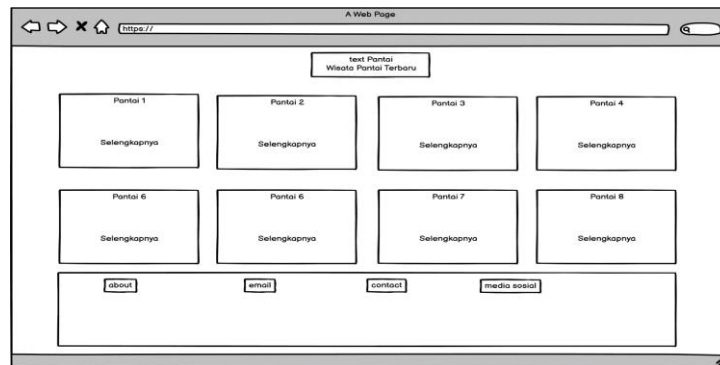 A Web Page
https://
text Pantai
Wisata Pantai Terbaru
Pantai 1
Selengkapnya
Pantai 2
Selengkapnya
Pantai 3
Selengkapnya
Pantai 4
Selengkapnya
Pantai 6
Selengkapnya
Pantai 6
Selengkapnya
Pantai 7
Selengkapnya
Pantai 8
Selengkapnya
about
email
contact
media sosial